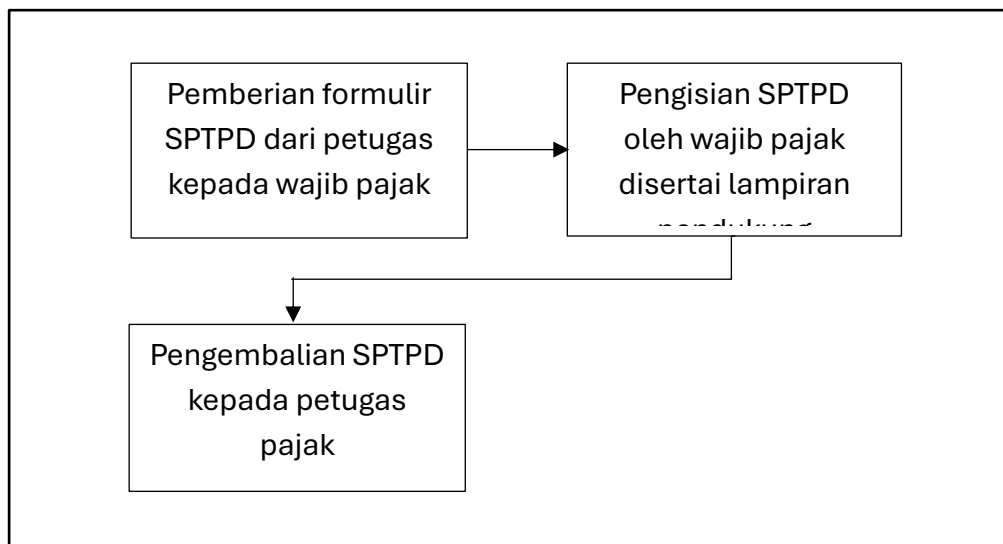 Pemberian formulir
SPTPD dari petugas
kepada wajib pajak
Pengisian SPTPD
oleh wajib pajak
disertai lampiran
Pengembalian SPTPD
kepada petugas
pajak